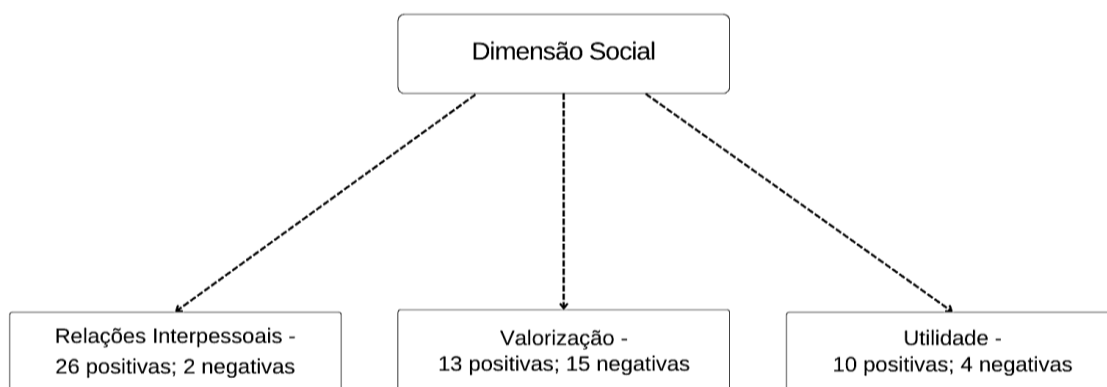 Dimensão Social
Relações Interpessoais -
26 positivas; 2 negativas
Valorização -
13 positivas; 15 negativas
Utilidade -
10 positivas; 4 negativas